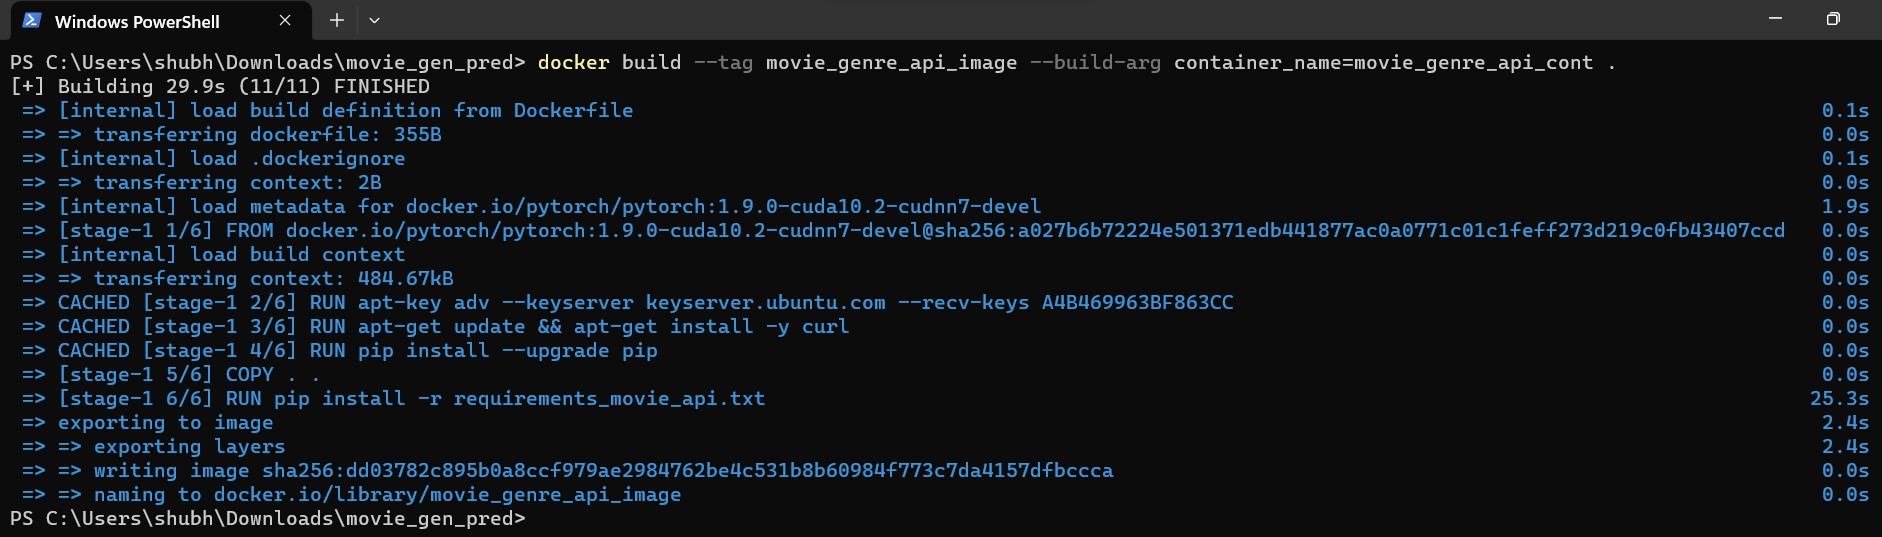 Windows PowerShell
PS C:\Users\shubh\Downloads\movie_gen_pred> docker build --tag movie_genre_api_image --build-arg container_name=movie_genre_api_cont .
[+] Building 29.9s (11/11) FINISHED
=> [internal] load build definition from Dockerfile 0.1s
=> => transferring dockerfile: 355B 0.0s
=> [internal] load .dockerignore 0.1s
=> => transferring context: 2B 0.0s
=> [internal] load metadata for docker.io/pytorch/pytorch:1.9.0-cuda10.2-cudnn7-devel 1.9s
=> [stage-1 1/6] FROM docker.io/pytorch/pytorch:1.9.0-cuda10.2-cudnn7-devel@sha256:a027b6b72224e501371edb441877ac0a0771c01c1feff273d219c0fb43407ccd 0.0s
=> [internal] load build context 0.0s
=> => transferring context: 484.67kB 0.0s
=> CACHED [stage-1 2/6] RUN apt-key adv --keyserver keyserver.ubuntu.com --recv-keys A4B469963BF863CC 0.0s
=> CACHED [stage-1 3/6] RUN apt-get update && apt-get install -y curl 0.0s
=> CACHED [stage-1 4/6] RUN pip install --upgrade pip 0.0s
=> [stage-1 5/6] COPY . . 0.0s
=> [stage-1 6/6] RUN pip install -r requirements_movie_api.txt 25.3s
=> exporting to image 2.4s
=> => exporting layers 2.4s
=> => writing image sha256:dd03782c895b0a8ccf979ae2984762be4c531b8b60984f773c7da4157dfbccca 0.0s
=> => naming to docker.io/library/movie_genre_api_image 0.0s
PS C:\Users\shubh\Downloads\movie_gen_pred>